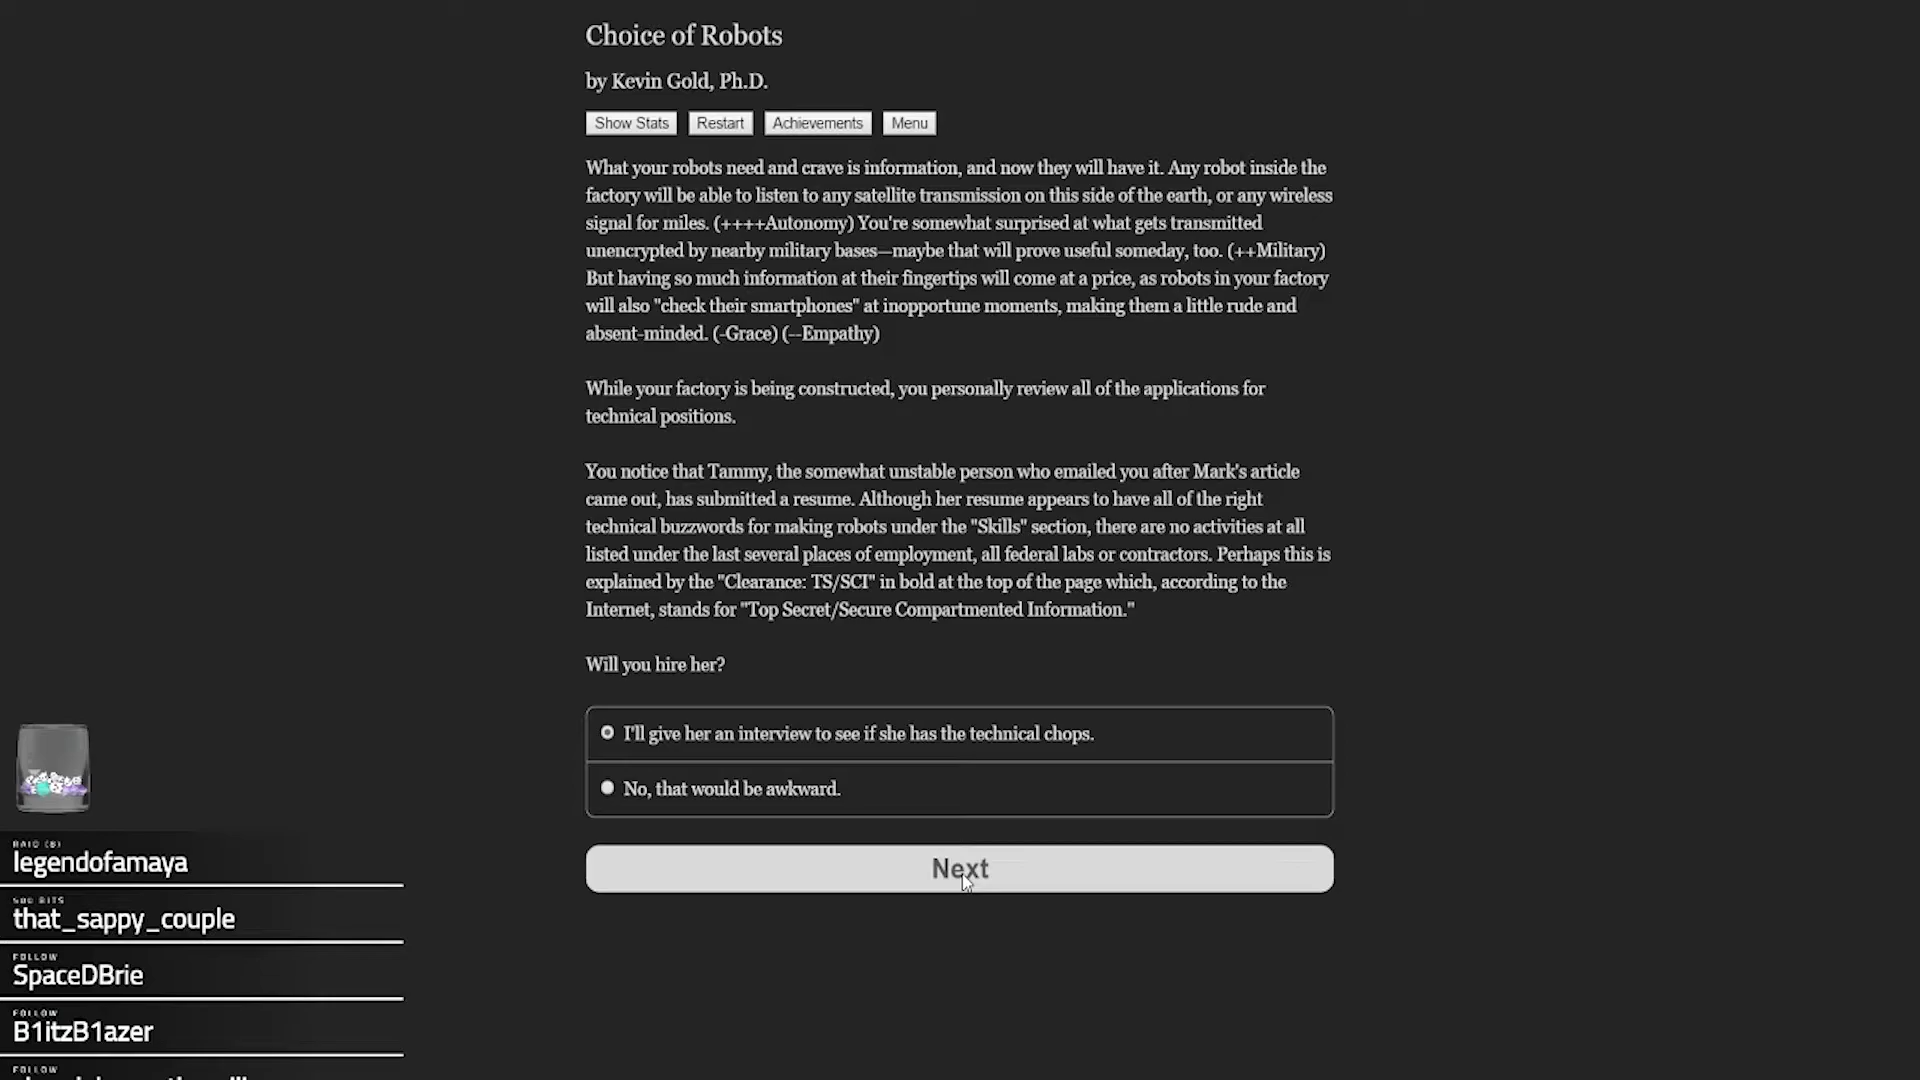 Choice of Robots
by Kevin Gold, Ph.D.
Show Stats Restart Achievements Menu
What your robots need and crave is information, and now they will have it. Any robot inside the
factory will be able to listen to any satellite transmission on this side of the earth, or any wireless
signal for miles. (++++Autonomy) You're somewhat surprised at what gets transmitted
unencrypted by nearby military bases—maybe that will prove useful someday, too. (++Military)
But having so much information at their fingertips will come at a price, as robots in your factory
will also "check their smartphones" at inopportune moments, making them a little rude and
absent-minded. (-Grace) (--Empathy)
While your factory is being constructed, you personally review all of the applications for
technical positions.
You notice that Tammy, the somewhat unstable person who emailed you after Mark's article
came out, has submitted a resume. Although her resume appears to have all of the right
technical buzzwords for making robots under the "Skills" section, there are no activities at all
listed under the last several places of employment, all federal labs or contractors. Perhaps this is
explained by the "Clearance: TS/SCI" in bold at the top of the page which, according to the
Internet, stands for "Top Secret/Secure Compartmented Information."
Will you hire her?
I'll give her an interview to see if she has the technical chops.
No, that would be awkward.
Next
RAID (8)
legendofamaya
500 BITS
that_sappy_couple
FOLLOW
SpaceDBrie
FOLLOW
B1itzB1azer
FOLLOW